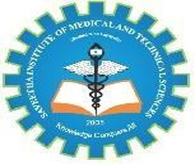 SAVEETHA INSTITUTE OF MEDICAL AND TECHNICAL SCIENCES
2005
Knowledge Conquers All